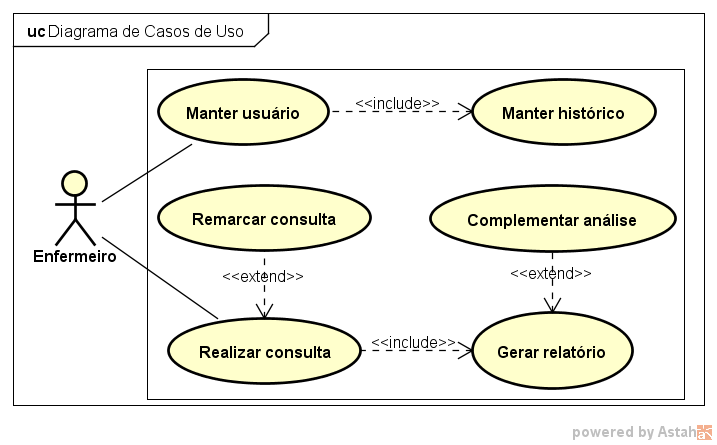 uc Diagrama de Casos de Uso
Manter usuário
<<include>>
Manter histórico
Remarcar consulta
Complementar análise
Enfermeiro
<<extend>>
<<extend>>
Realizar consulta
<<include>>
Gerar relatório
powered by Astah